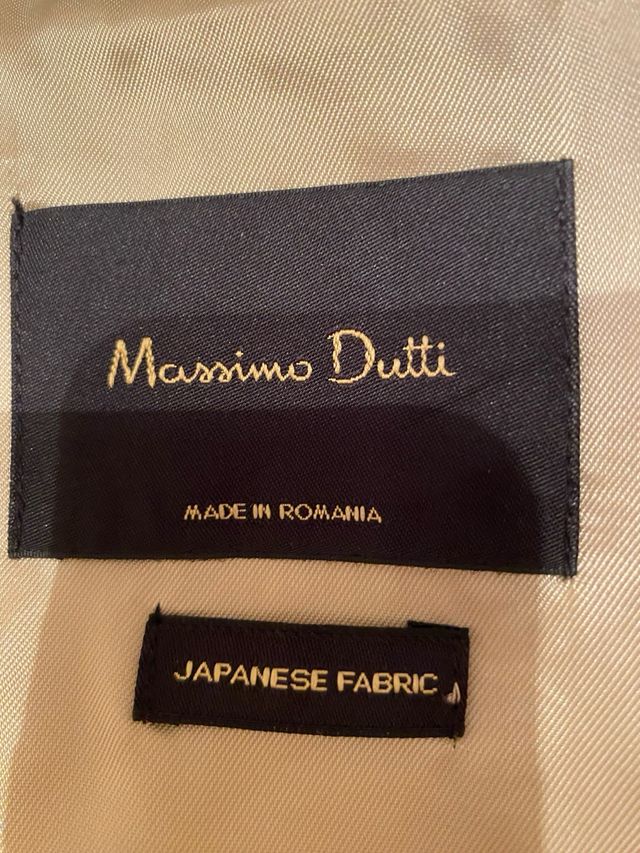 Massimo Dutti
MADE IN ROMANIA
JAPANESE FABRIC